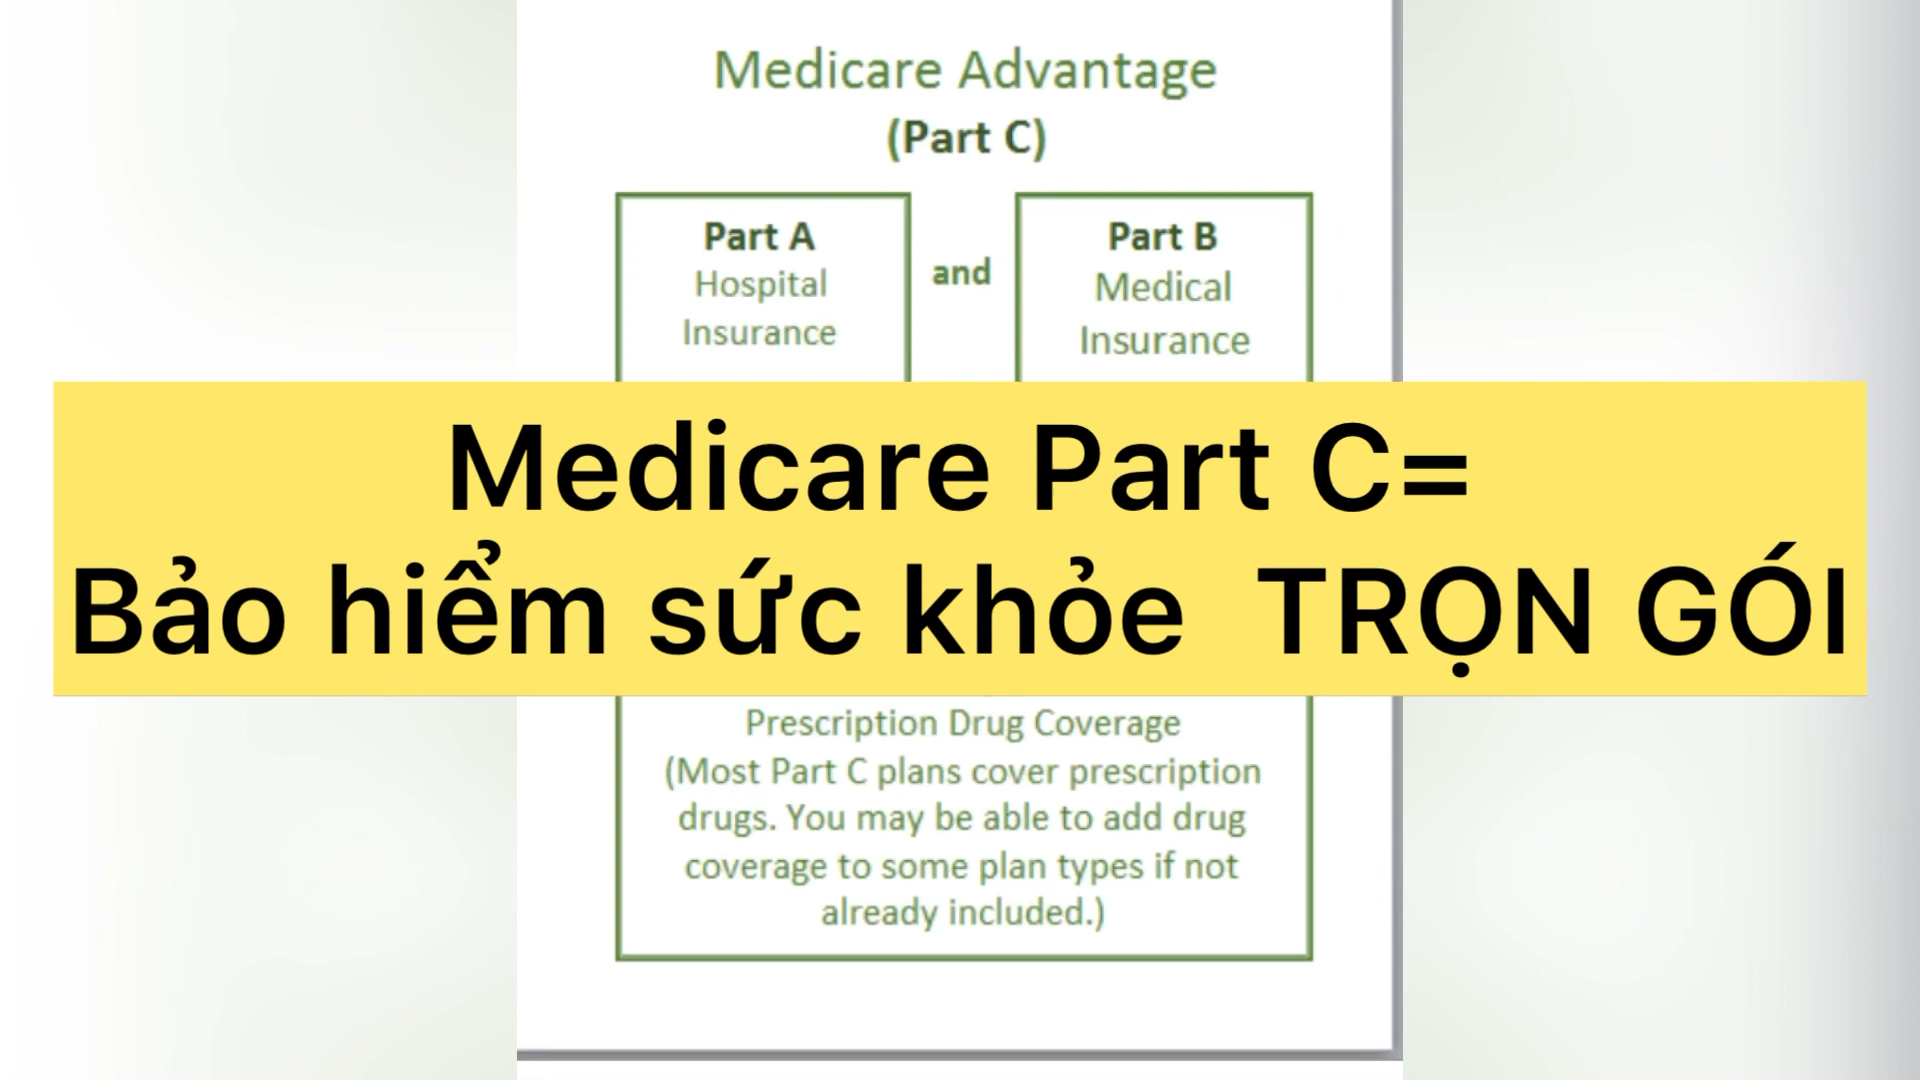 Medicare Advantage
(Part C)
Part A
Hospital
Insurance
and
Part B
Medical
Insurance
Medicare Part C=
Bảo hiểm sức khỏe  TRỌN GÓI
Prescription Drug Coverage
(Most Part C plans cover prescription
drugs. You may be able to add drug
coverage to some plan types if not
already included.)